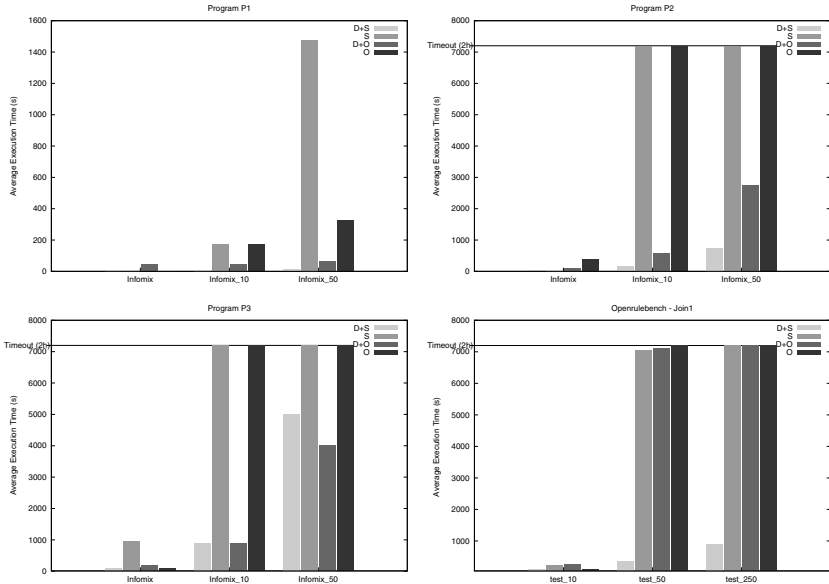 Program P1
D+S
S
D+O
O
1600
1400
1200
1000
800
600
400
200
0
Average Execution Time (s)
Infomix
Infomix_10
Infomix_50
Program P2
D+S
S
D+O
O
8000
Timeout (2h)
7000
6000
5000
4000
3000
2000
1000
0
Average Execution Time (s)
Infomix
Infomix_10
Infomix_50
Program P3
D+S
S
D+O
O
8000
Timeout (2h)
7000
6000
5000
4000
3000
2000
1000
0
Average Execution Time (s)
Infomix
Infomix_10
Infomix_50
Openrulebench - Join1
D+S
S
D+O
O
8000
Timeout (2h)
7000
6000
5000
4000
3000
2000
1000
Average Execution Time (s)
test_10
test_50
test_250